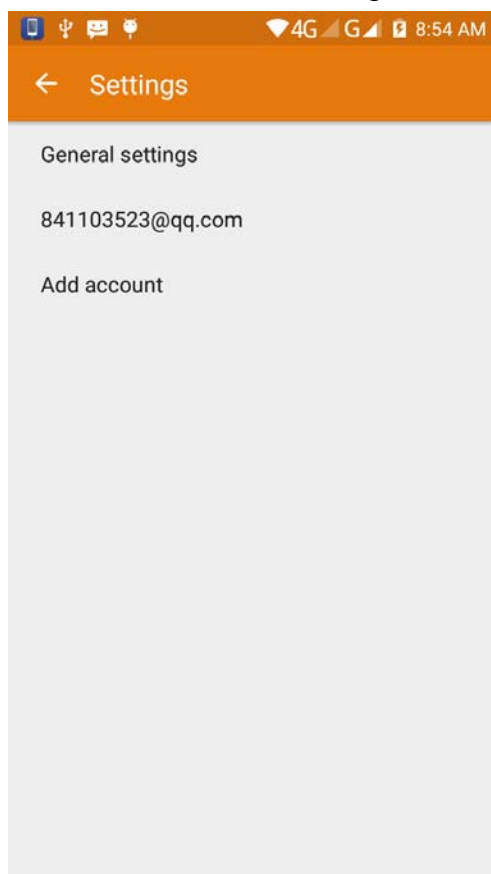 4G G 8:54 AM
Settings
General settings
841103523@qq.com
Add account